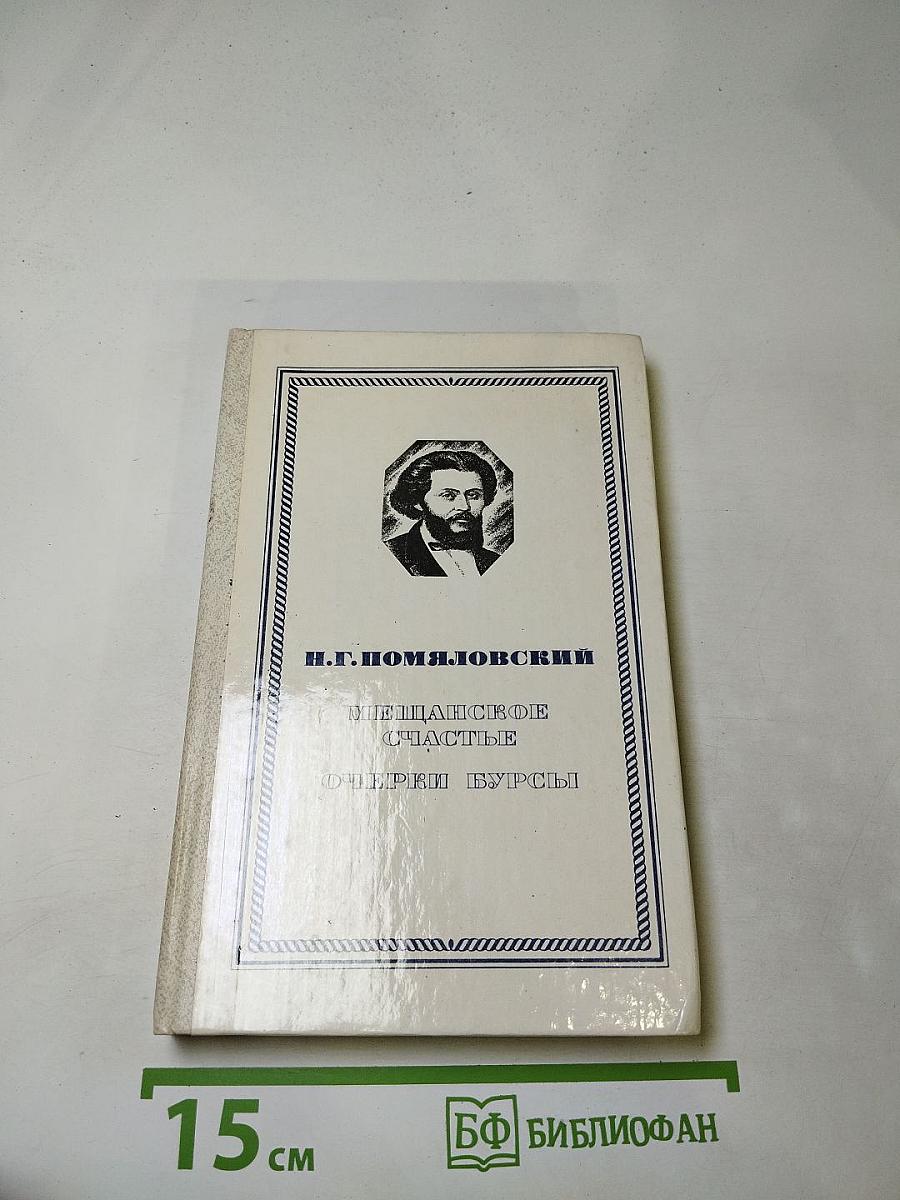 Н.Г.ПОМЯЛОВСКИЙ
МЕЩАНСКОЕ
СЧАСТЬЕ
ОЧЕРКИ БУРСЫ
15 см
БФ БИБЛИОФАН